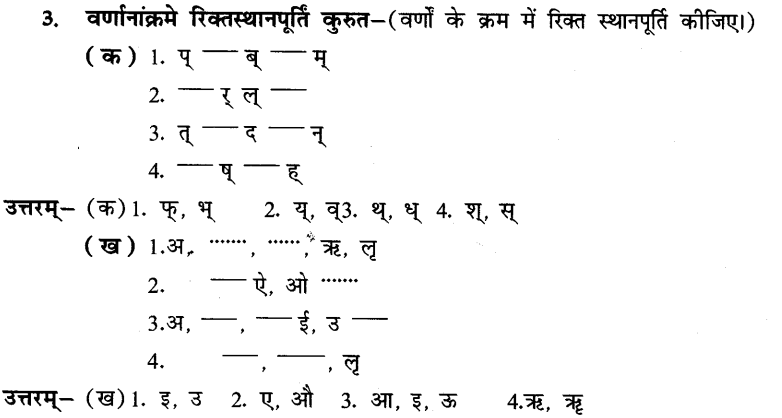 3. वर्णानांक्रमे रिक्तस्थानपूर्तिं कुरुत–(वर्णों के क्रम में रिक्त स्थानपूर्ति कीजिए।)
(क) 1. प् — ब् — म्
2. — र् ल् —
3. त् — द — न्
4. — ष् — ह्
उत्तरम्– (क) 1. फ्, भ् 2. य्, व्3. थ्, ध् 4. श्, स्
(ख) 1.अ, ·······, ······, ऋ, लृ
2. — ऐ, ओ ·······
3.अ, —, — ई, उ —
4. —, —, लृ
उत्तरम्– (ख) 1. इ, उ 2. ए, औ 3. आ, इ, ऊ 4.ऋ, ॠ